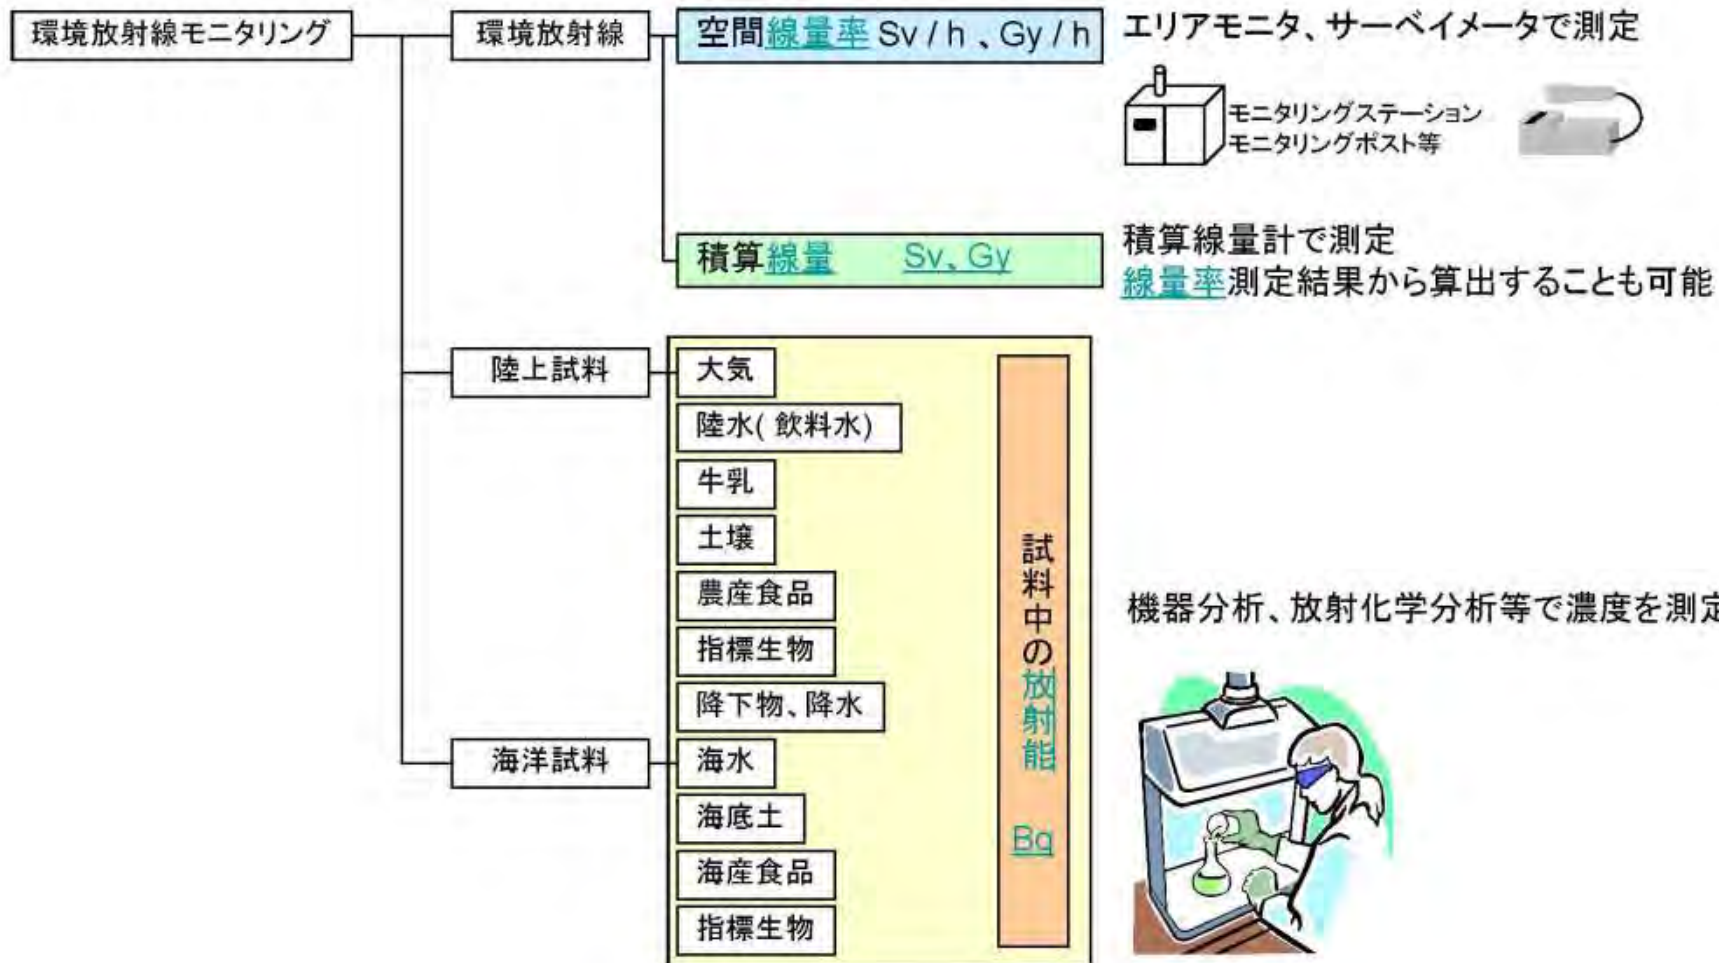 環境放射線モニタリング
環境放射線
空間線量率 Sv / h 、Gy / h
エリアモニタ、サーベイメータで測定
モニタリングステーション
モニタリングポスト等
積算線量 Sv、Gy
積算線量計で測定
線量率測定結果から算出することも可能
陸上試料
大気
陸水( 飲料水)
牛乳
土壌
農産食品
指標生物
降下物、降水
海洋試料
海水
海底土
海産食品
指標生物
試料中の放射能 Bq
機器分析、放射化学分析等で濃度を測定